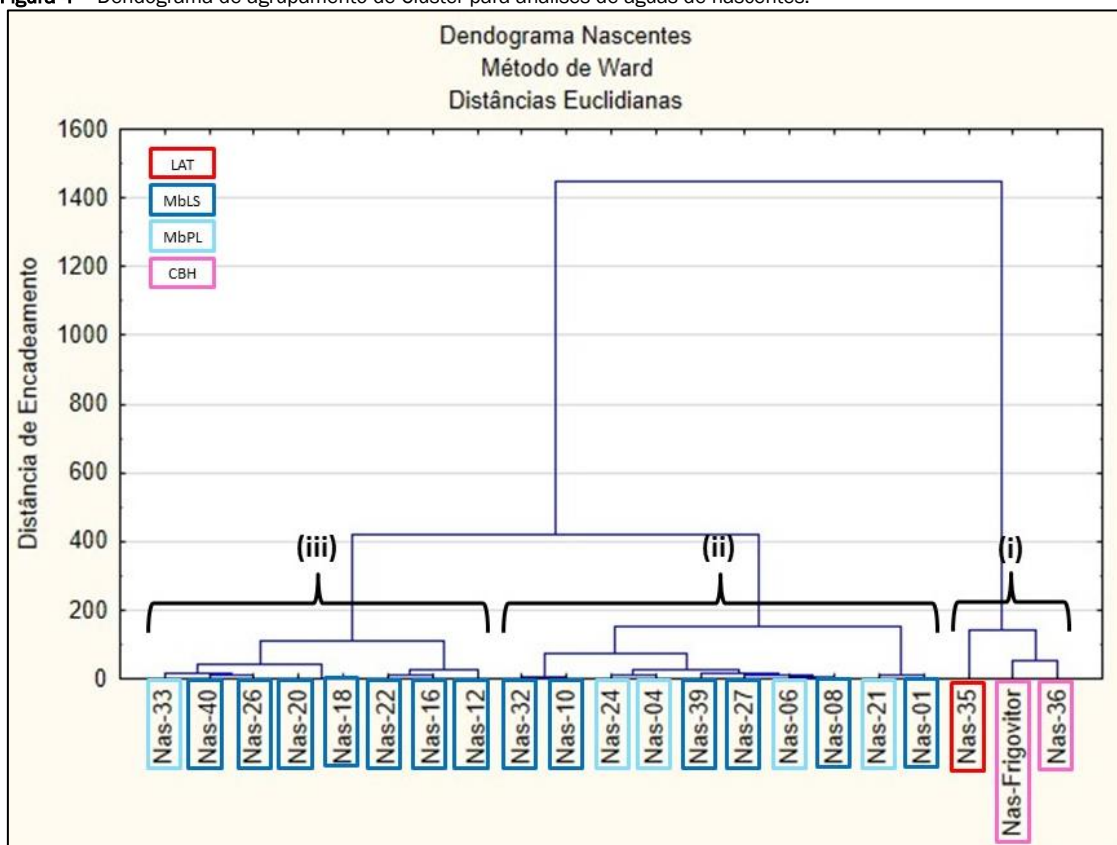 Figura 4 – Dendograma de agrupamento de Cluster para análises de águas de nascentes.
Dendograma Nascentes
Método de Ward
Distâncias Euclidianas
Distância de Encadeamento
1600
1400
1200
1000
800
600
400
200
0
LAT
MbLS
MbPL
CBH
(iii)
(ii)
(i)
Nas-33
Nas-40
Nas-26
Nas-20
Nas-18
Nas-22
Nas-16
Nas-12
Nas-32
Nas-10
Nas-24
Nas-04
Nas-39
Nas-27
Nas-06
Nas-08
Nas-21
Nas-01
Nas-35
Nas-Frigovitor
Nas-36